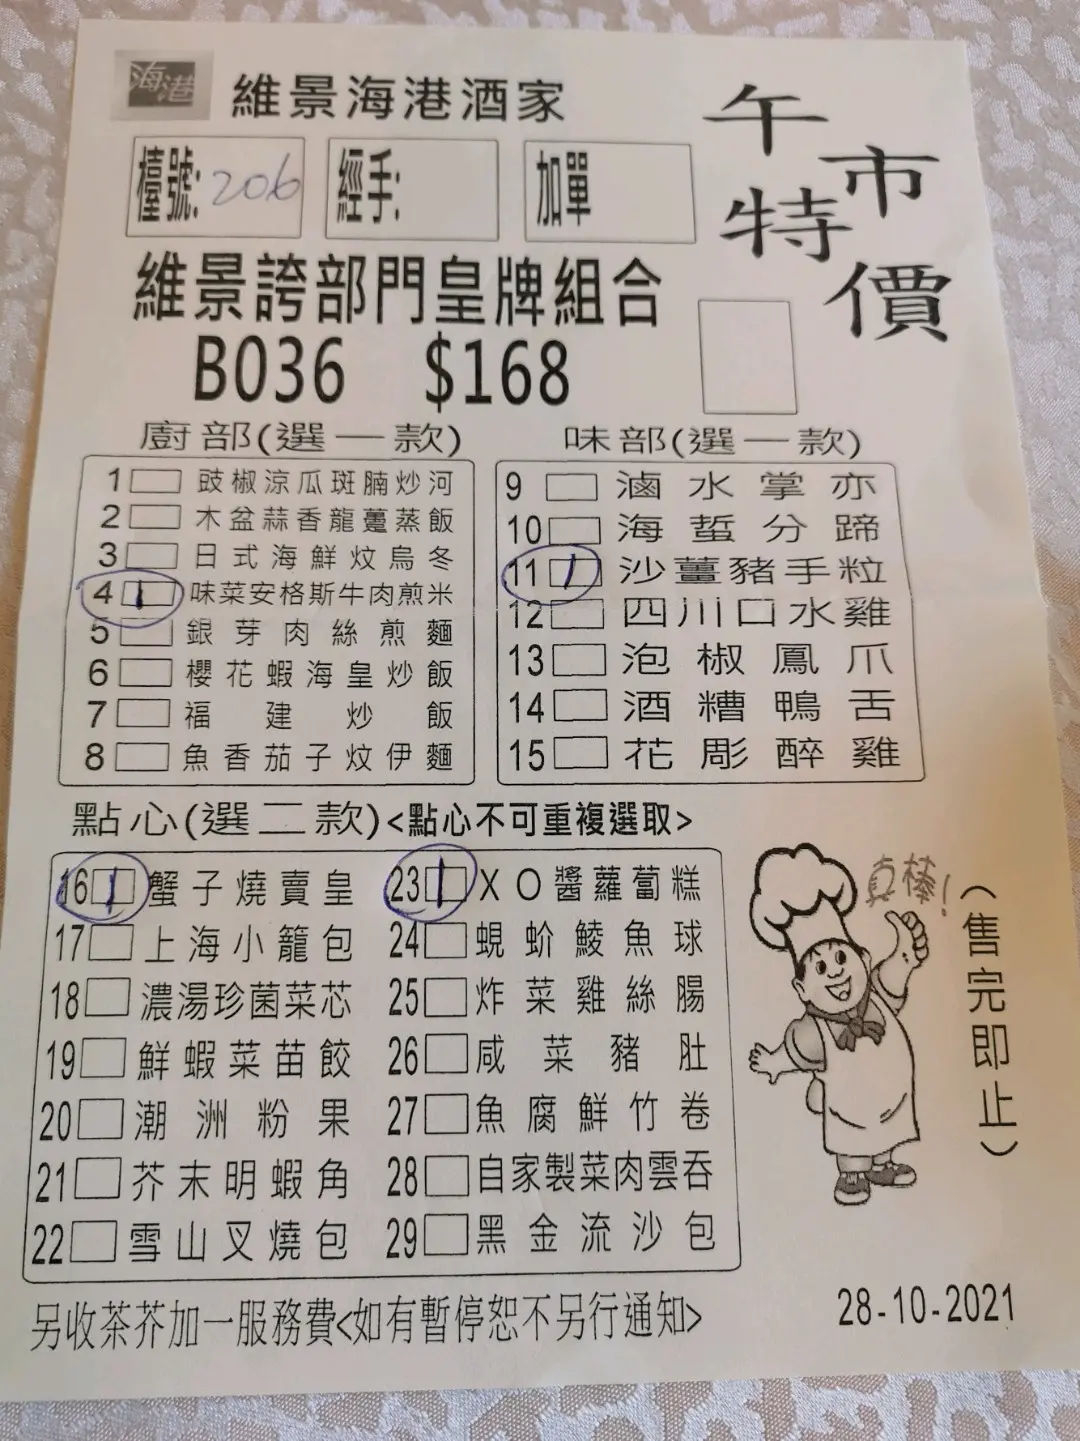 海港
維景海港酒家
午市特價
檯號: 206
經手:
加單
維景誇部門皇牌組合
B036 $168
廚部(選一款)
1 豉椒涼瓜斑腩炒河
2 木盆蒜香龍躉蒸飯
3 日式海鮮炆烏冬
4 1 味菜安格斯牛肉煎米
5 銀芽肉絲煎麵
6 櫻花蝦海皇炒飯
7 福建炒飯
8 魚香茄子炆伊麵
味部(選一款)
9 滷水掌亦
10 海蜇分蹄
11 1 沙薑豬手粒
12 四川口水雞
13 泡椒鳳爪
14 酒糟鴨舌
15 花彫醉雞
點心(選二款)<點心不可重複選取>
16 1 蟹子燒賣皇
17 上海小籠包
18 濃湯珍菌菜芯
19 鮮蝦菜苗餃
20 潮洲粉果
21 芥末明蝦角
22 雪山叉燒包
23 1 XO醬蘿蔔糕
24 蜆蚧鯪魚球
25 炸菜雞絲腸
26 咸菜豬肚
27 魚腐鮮竹卷
28 自家製菜肉雲吞
29 黑金流沙包
真棒!
(售完即止)
另收茶芥加一服務費<如有暫停恕不另行通知>
28-10-2021